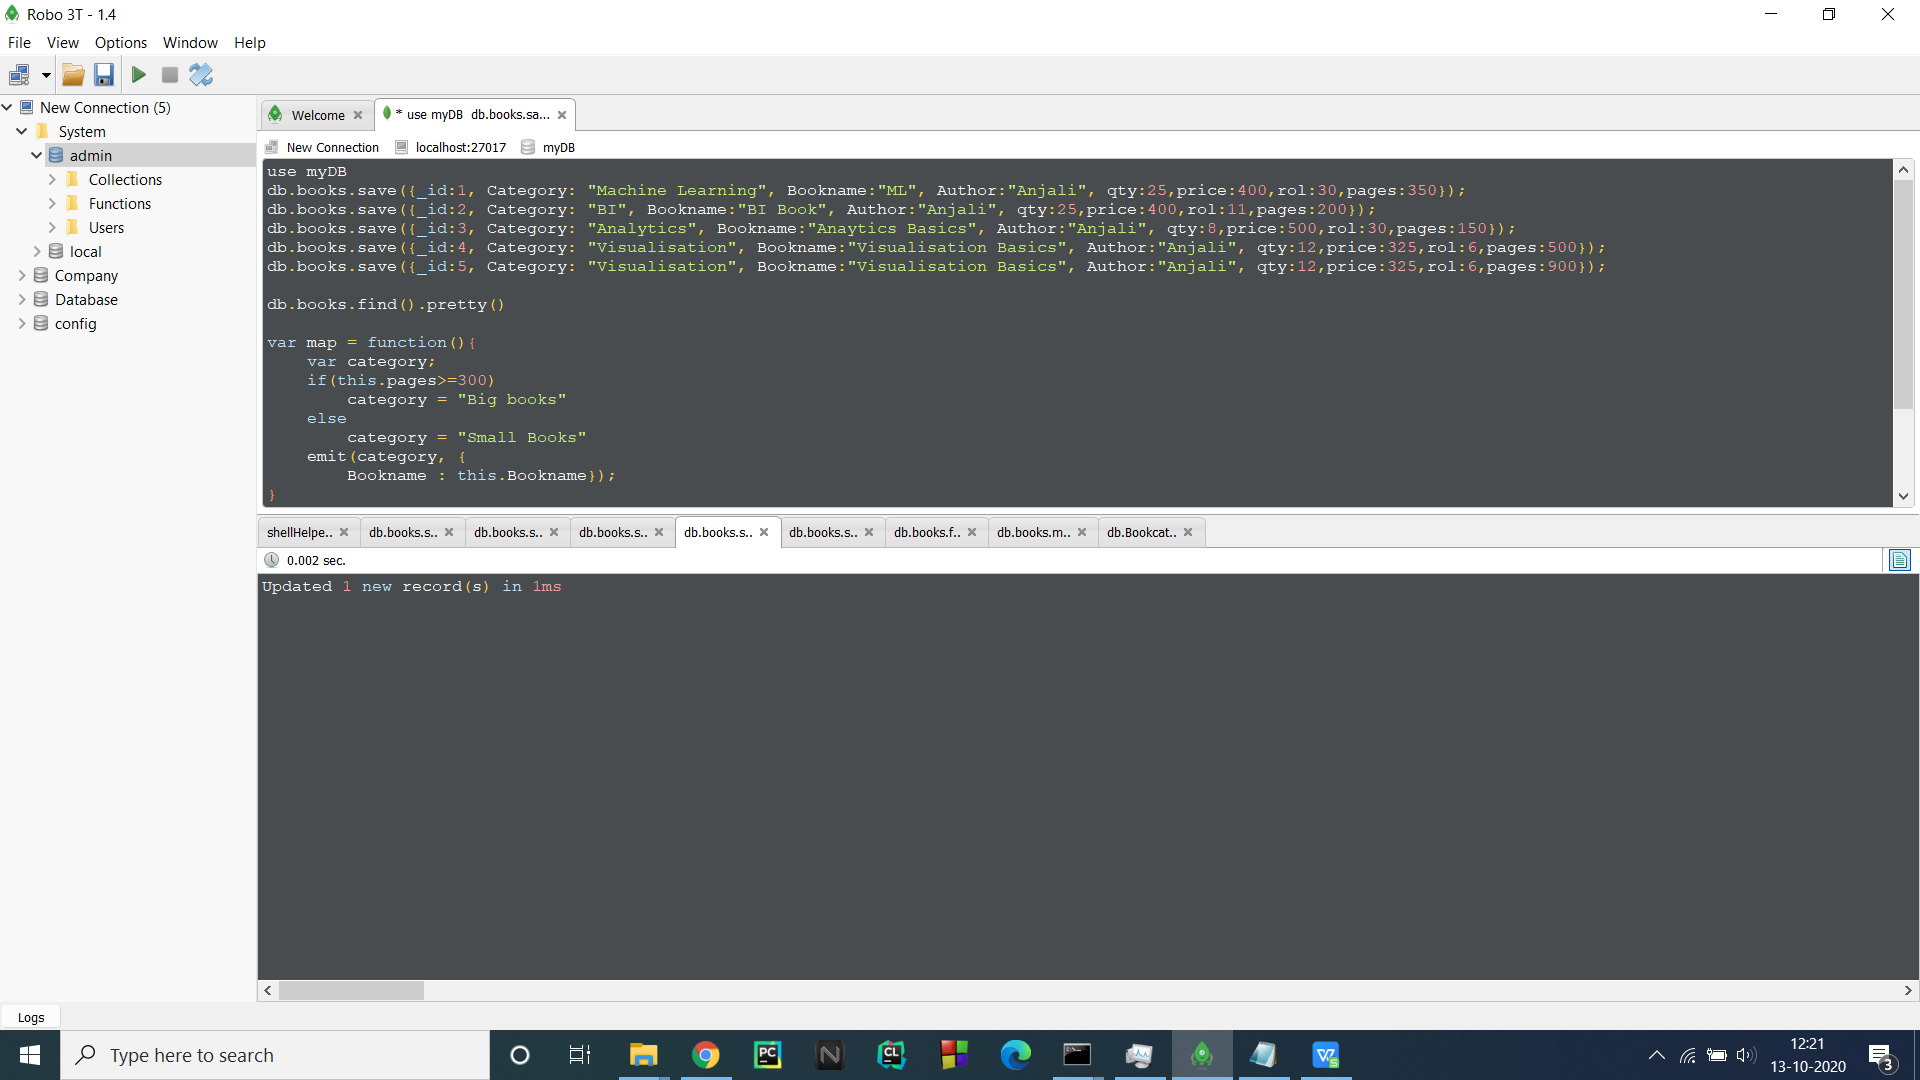 Robo 3T - 1.4
File View Options Window Help
New Connection (5)
System
admin
Collections
Functions
Users
local
Company
Database
config
Welcome
* use myDB db.books.sa...
New Connection localhost:27017 myDB
use myDB
db.books.save({_id:1, Category: "Machine Learning", Bookname:"ML", Author:"Anjali", qty:25,price:400,rol:30,pages:350});
db.books.save({_id:2, Category: "BI", Bookname:"BI Book", Author:"Anjali", qty:25,price:400,rol:11,pages:200});
db.books.save({_id:3, Category: "Analytics", Bookname:"Anaytics Basics", Author:"Anjali", qty:8,price:500,rol:30,pages:150});
db.books.save({_id:4, Category: "Visualisation", Bookname:"Visualisation Basics", Author:"Anjali", qty:12,price:325,rol:6,pages:500});
db.books.save({_id:5, Category: "Visualisation", Bookname:"Visualisation Basics", Author:"Anjali", qty:12,price:325,rol:6,pages:900});
db.books.find().pretty()
var map = function(){
var category;
if(this.pages>=300)
category = "Big books"
else
category = "Small Books"
emit(category, {
Bookname : this.Bookname});
}
shellHelpe.. db.books.s.. db.books.s.. db.books.s.. db.books.s.. db.books.s.. db.books.f.. db.books.m.. db.Bookcat..
0.002 sec.
Updated 1 new record(s) in 1ms
Logs
Type here to search
PC
N
CL
12:21
13-10-2020
3